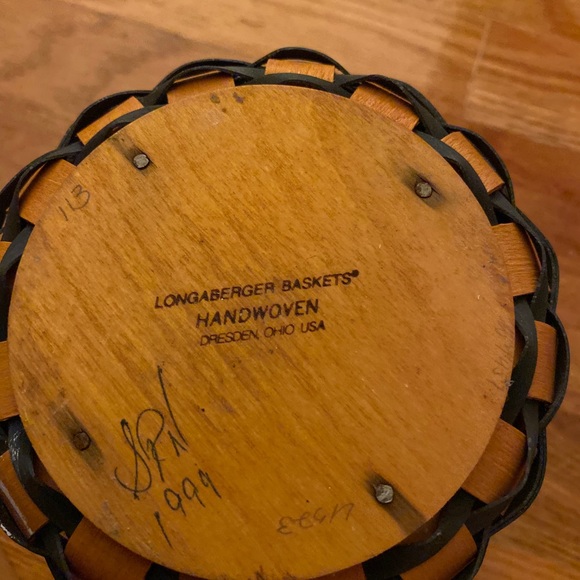 113
LONGABERGER BASKETS®
HANDWOVEN
DRESDEN, OHIO USA
1999